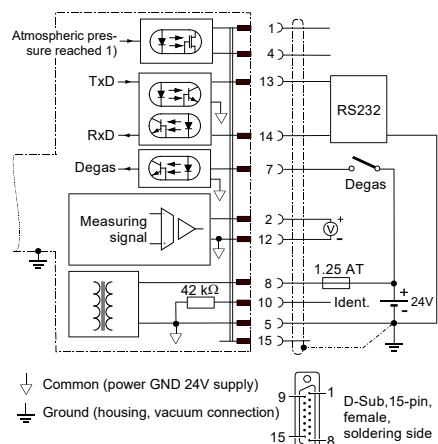 Atmospheric pres-
sure reached 1)
1
4
TxD
13
RS232
RxD
14
Degas
7
Degas
Measuring
signal
2
+
V
12
-
8
1.25 AT
42 kΩ
10
Ident.
+
24V
5
15
Common (power GND 24V supply)
Ground (housing, vacuum connection)
9
1
15
8
D-Sub,15-pin,
female,
soldering side